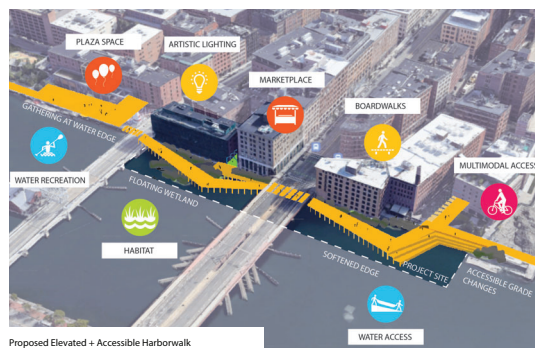 PLAZA SPACE
ARTISTIC LIGHTING
MARKETPLACE
BOARDWALKS
MULTIMODAL ACCESS
GATHERING AT WATER EDGE
WATER RECREATION
FLOATING WETLAND
HABITAT
SOFTENED EDGE
PROJECT SITE
ACCESSIBLE GRADE
CHANGES
WATER ACCESS
Proposed Elevated + Accessible Harborwalk